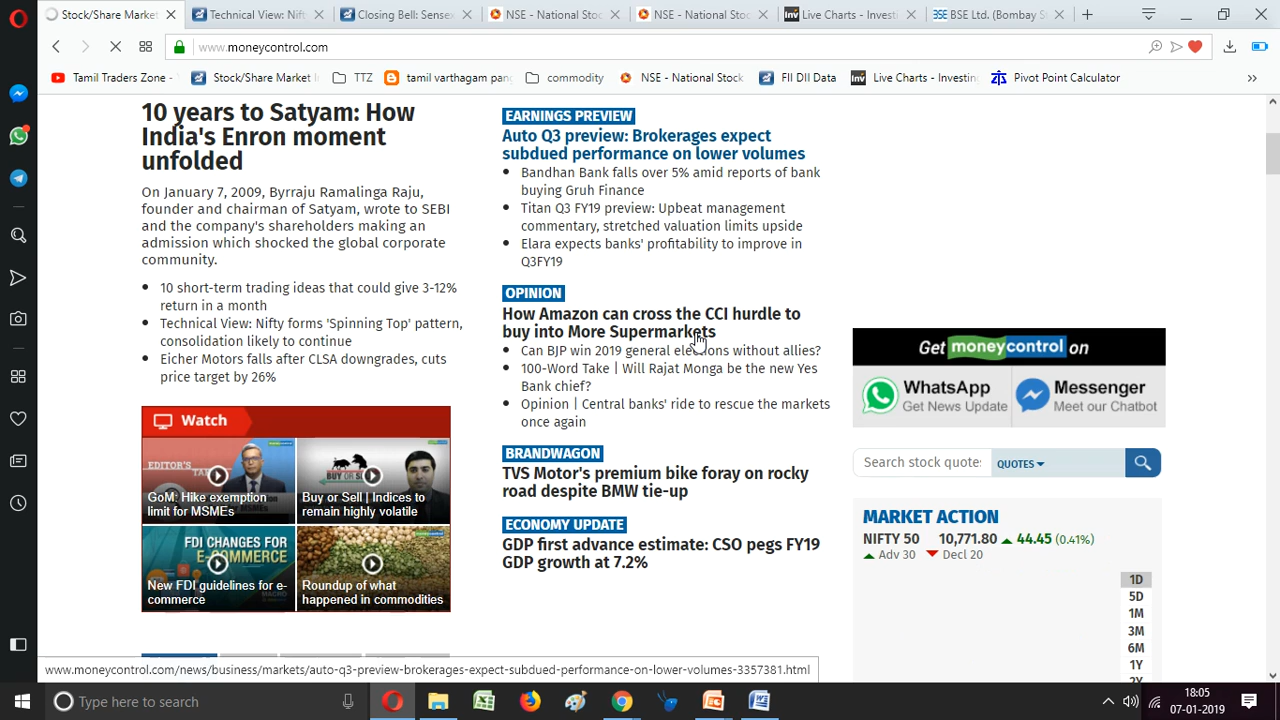 Stock/Share Market
Technical View: Nift
Closing Bell: Sensex
NSE - National Stoc
NSE - National Stoc
Live Charts - Investi
BSE Ltd. (Bombay S
www.moneycontrol.com
Tamil Traders Zone -
Stock/Share Market I
TTZ
tamil varthagam pan
commodity
NSE - National Stock
FII DII Data
Live Charts - Investin
Pivot Point Calculator
10 years to Satyam: How
India's Enron moment
unfolded
On January 7, 2009, Byrraju Ramalinga Raju,
founder and chairman of Satyam, wrote to SEBI
and the company's shareholders making an
admission which shocked the global corporate
community.
10 short-term trading ideas that could give 3-12%
return in a month
Technical View: Nifty forms 'Spinning Top' pattern,
consolidation likely to continue
Eicher Motors falls after CLSA downgrades, cuts
price target by 26%
Watch
EDITOR'S
GoM: Hike exemption
limit for MSMEs
BUY OR SELL
Buy or Sell | Indices to
remain highly volatile
FDI CHANGES FOR
E-COMMERCE
New FDI guidelines for e-
commerce
Roundup of what
happened in commodities
EARNINGS PREVIEW
Auto Q3 preview: Brokerages expect
subdued performance on lower volumes
Bandhan Bank falls over 5% amid reports of bank
buying Gruh Finance
Titan Q3 FY19 preview: Upbeat management
commentary, stretched valuation limits upside
Elara expects banks' profitability to improve in
Q3FY19
OPINION
How Amazon can cross the CCI hurdle to
buy into More Supermarkets
Can BJP win 2019 general elections without allies?
100-Word Take | Will Rajat Monga be the new Yes
Bank chief?
Opinion | Central banks' ride to rescue the markets
once again
BRANDWAGON
TVS Motor's premium bike foray on rocky
road despite BMW tie-up
ECONOMY UPDATE
GDP first advance estimate: CSO pegs FY19
GDP growth at 7.2%
Get moneycontrol on
WhatsApp
Get News Update
Messenger
Meet our Chatbot
Search stock quote:
QUOTES
MARKET ACTION
NIFTY 50 10,771.80 44.45 (0.41%)
Adv 30 Decl 20
1D
5D
1M
3M
6M
1Y
2Y
www.moneycontrol.com/news/business/markets/auto-q3-preview-brokerages-expect-subdued-performance-on-lower-volumes-3357381.html
Type here to search
18:05
07-01-2019